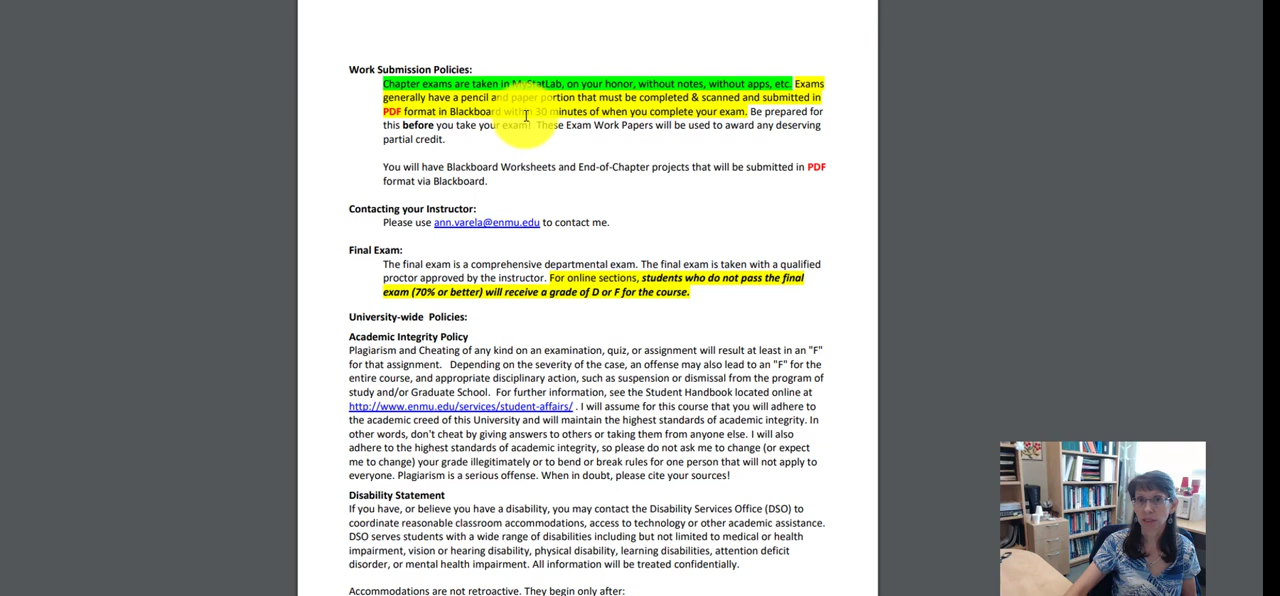 Work Submission Policies:
Chapter exams are taken in MyStatLab, on your honor, without notes, without apps, etc. Exams
generally have a pencil and paper portion that must be completed & scanned and submitted in
PDF format in Blackboard within 30 minutes of when you complete your exam. Be prepared for
this before you take your exam! These Exam Work Papers will be used to award any deserving
partial credit.
You will have Blackboard Worksheets and End-of-Chapter projects that will be submitted in PDF
format via Blackboard.
Contacting your Instructor:
Please use ann.varela@enmu.edu to contact me.
Final Exam:
The final exam is a comprehensive departmental exam. The final exam is taken with a qualified
proctor approved by the instructor. For online sections, students who do not pass the final
exam (70% or better) will receive a grade of D or F for the course.
University-wide Policies:
Academic Integrity Policy
Plagiarism and Cheating of any kind on an examination, quiz, or assignment will result at least in an "F"
for that assignment. Depending on the severity of the case, an offense may also lead to an "F" for the
entire course, and appropriate disciplinary action, such as suspension or dismissal from the program of
study and/or Graduate School. For further information, see the Student Handbook located online at
http://www.enmu.edu/services/student-affairs/ . I will assume for this course that you will adhere to
the academic creed of this University and will maintain the highest standards of academic integrity. In
other words, don't cheat by giving answers to others or taking them from anyone else. I will also
adhere to the highest standards of academic integrity, so please do not ask me to change (or expect
me to change) your grade illegitimately or to bend or break rules for one person that will not apply to
everyone. Plagiarism is a serious offense. When in doubt, please cite your sources!
Disability Statement
If you have, or believe you have a disability, you may contact the Disability Services Office (DSO) to
coordinate reasonable classroom accommodations, access to technology or other academic assistance.
DSO serves students with a wide range of disabilities including but not limited to medical or health
impairment, vision or hearing disability, physical disability, learning disabilities, attention deficit
disorder, or mental health impairment. All information will be treated confidentially.
Accommodations are not retroactive. They begin only after: